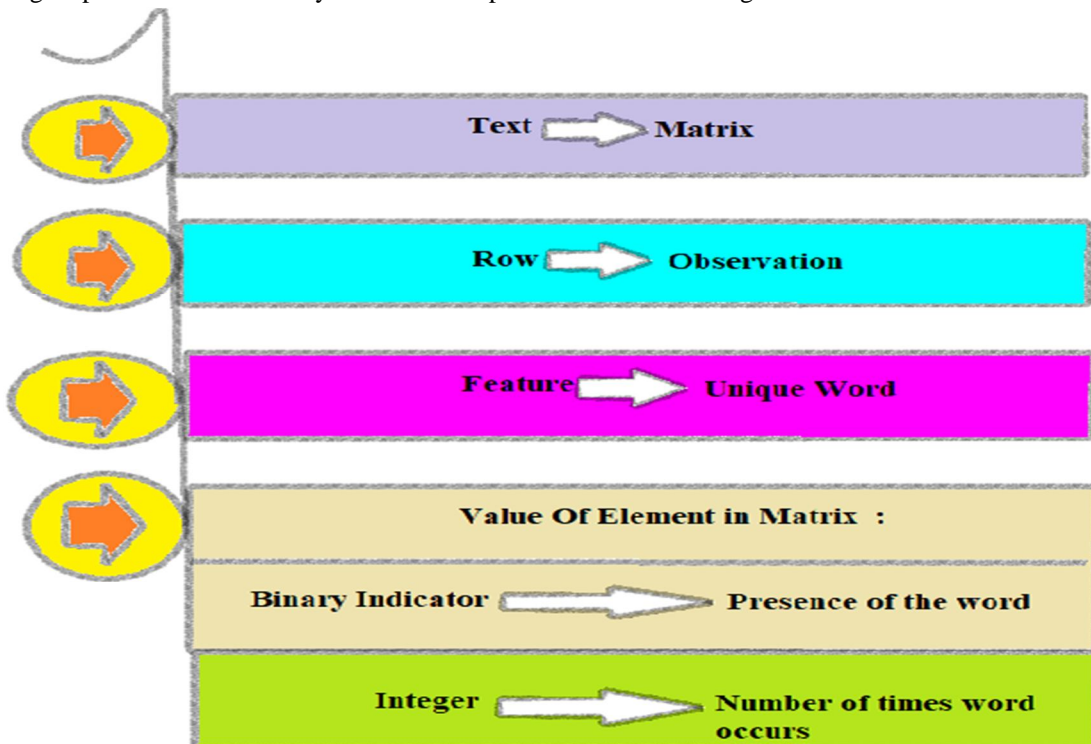 Text Matrix
Row Observation
Feature Unique Word
Value Of Element in Matrix :
Binary Indicator Presence of the word
Integer Number of times word
occurs